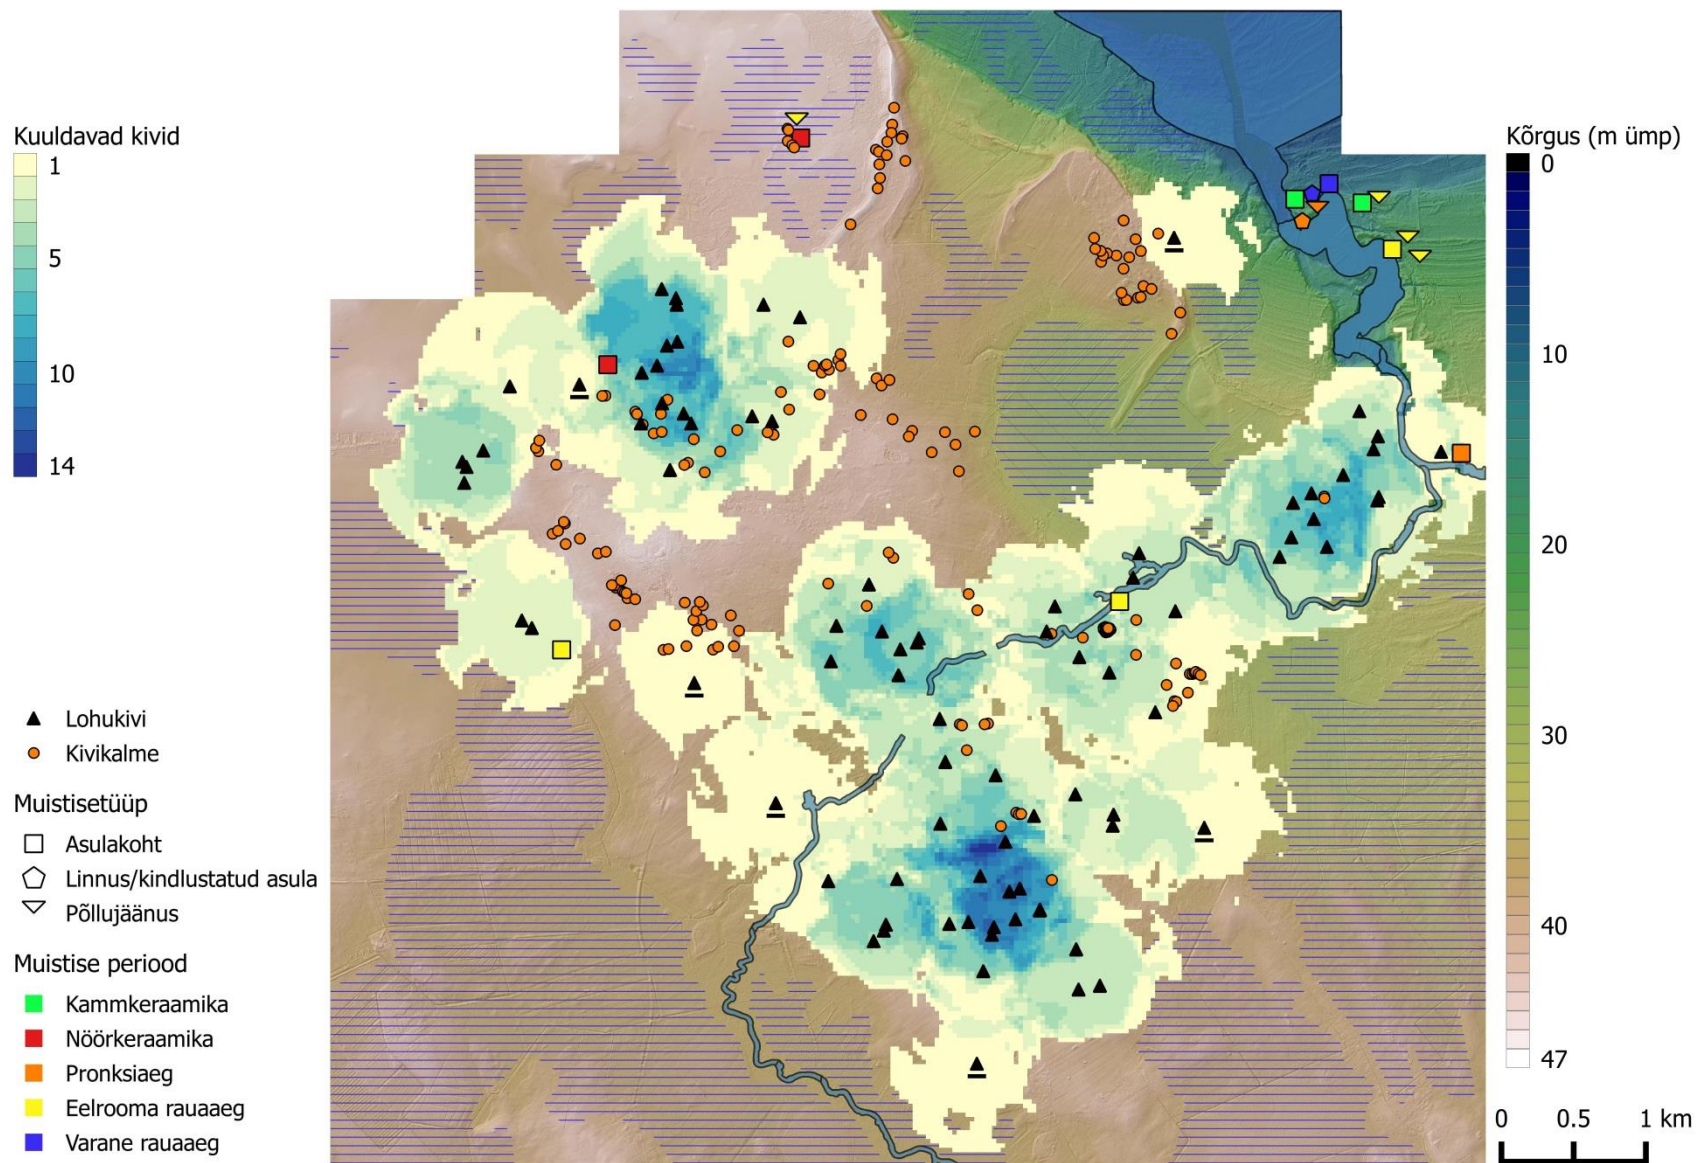 Kuuldavad kivid
1
5
10
14
Lohukivi
Kivikalme
Muistisetüüp
Asulakoht
Linnus/kindlustatud asula
Põllujäänus
Muistise periood
Kammkeraamika
Nöörkeraamika
Pronksiaeg
Eelrooma rauaaeg
Varane rauaaeg
Kõrgus (m ümp)
0
10
20
30
40
47
0 0.5 1 km